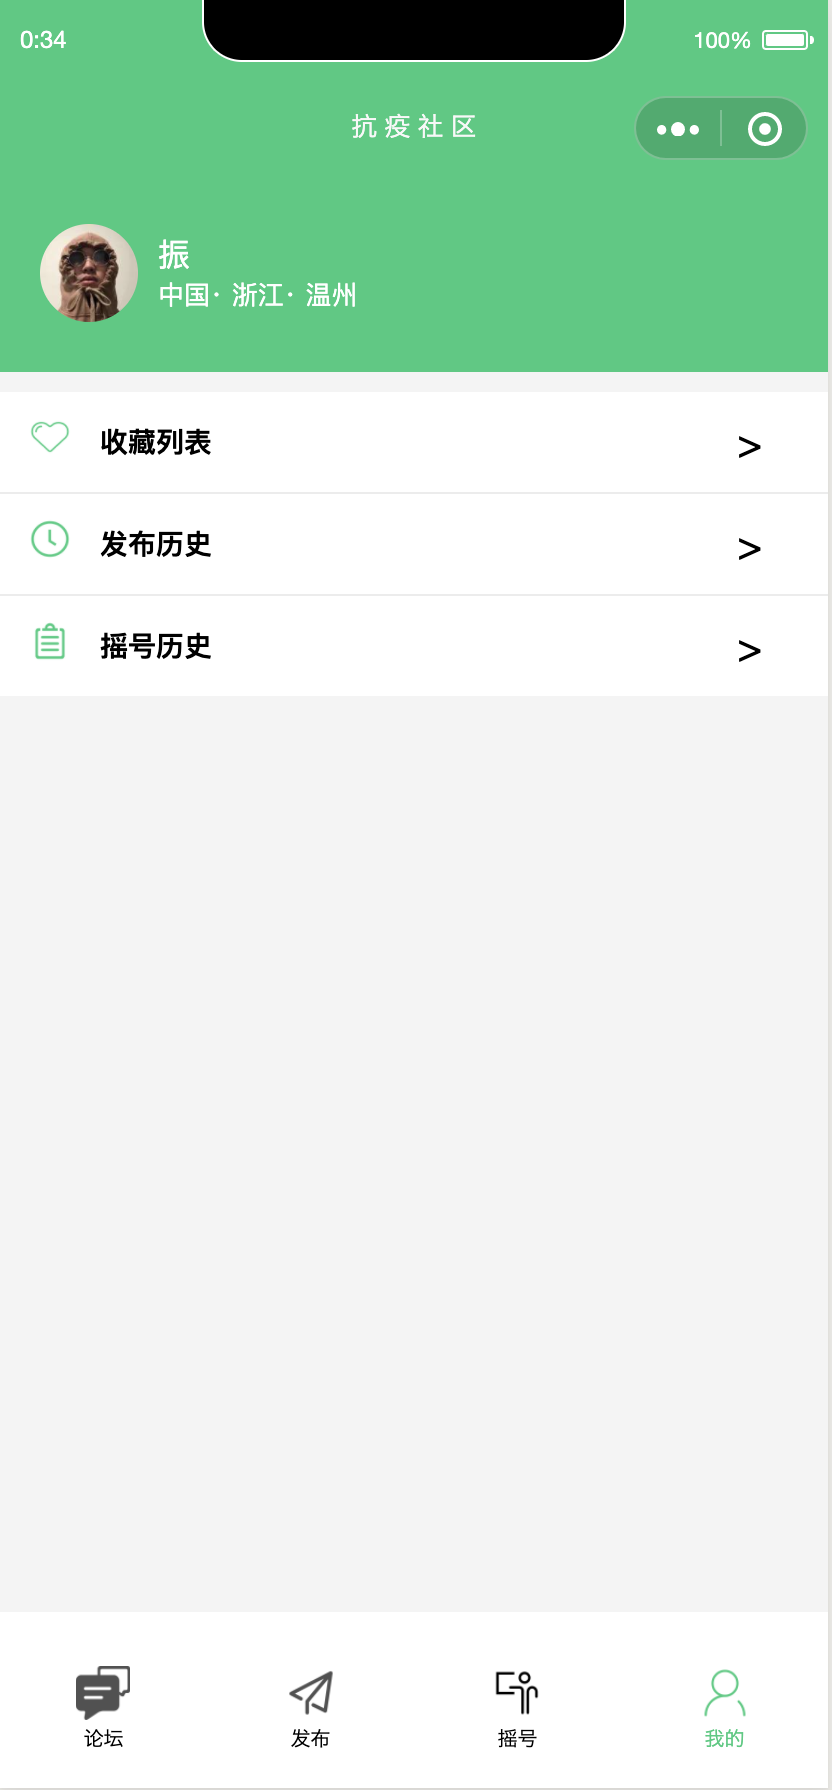 0:34
100%
抗疫社区
振
中国· 浙江· 温州
收藏列表 >
发布历史 >
摇号历史 >
论坛 发布 摇号 我的